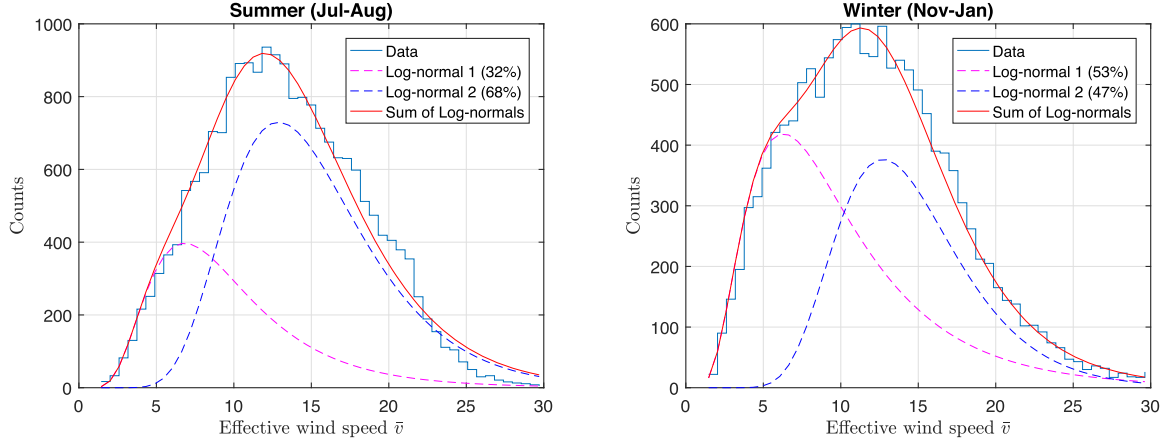 Summer (Jul-Aug)
1000
800
600
400
200
0
Counts
0 5 10 15 20 25 30
Effective wind speed v̄
Data
Log-normal 1 (32%)
Log-normal 2 (68%)
Sum of Log-normals
Winter (Nov-Jan)
600
500
400
300
200
100
0
Counts
0 5 10 15 20 25 30
Effective wind speed v̄
Data
Log-normal 1 (53%)
Log-normal 2 (47%)
Sum of Log-normals